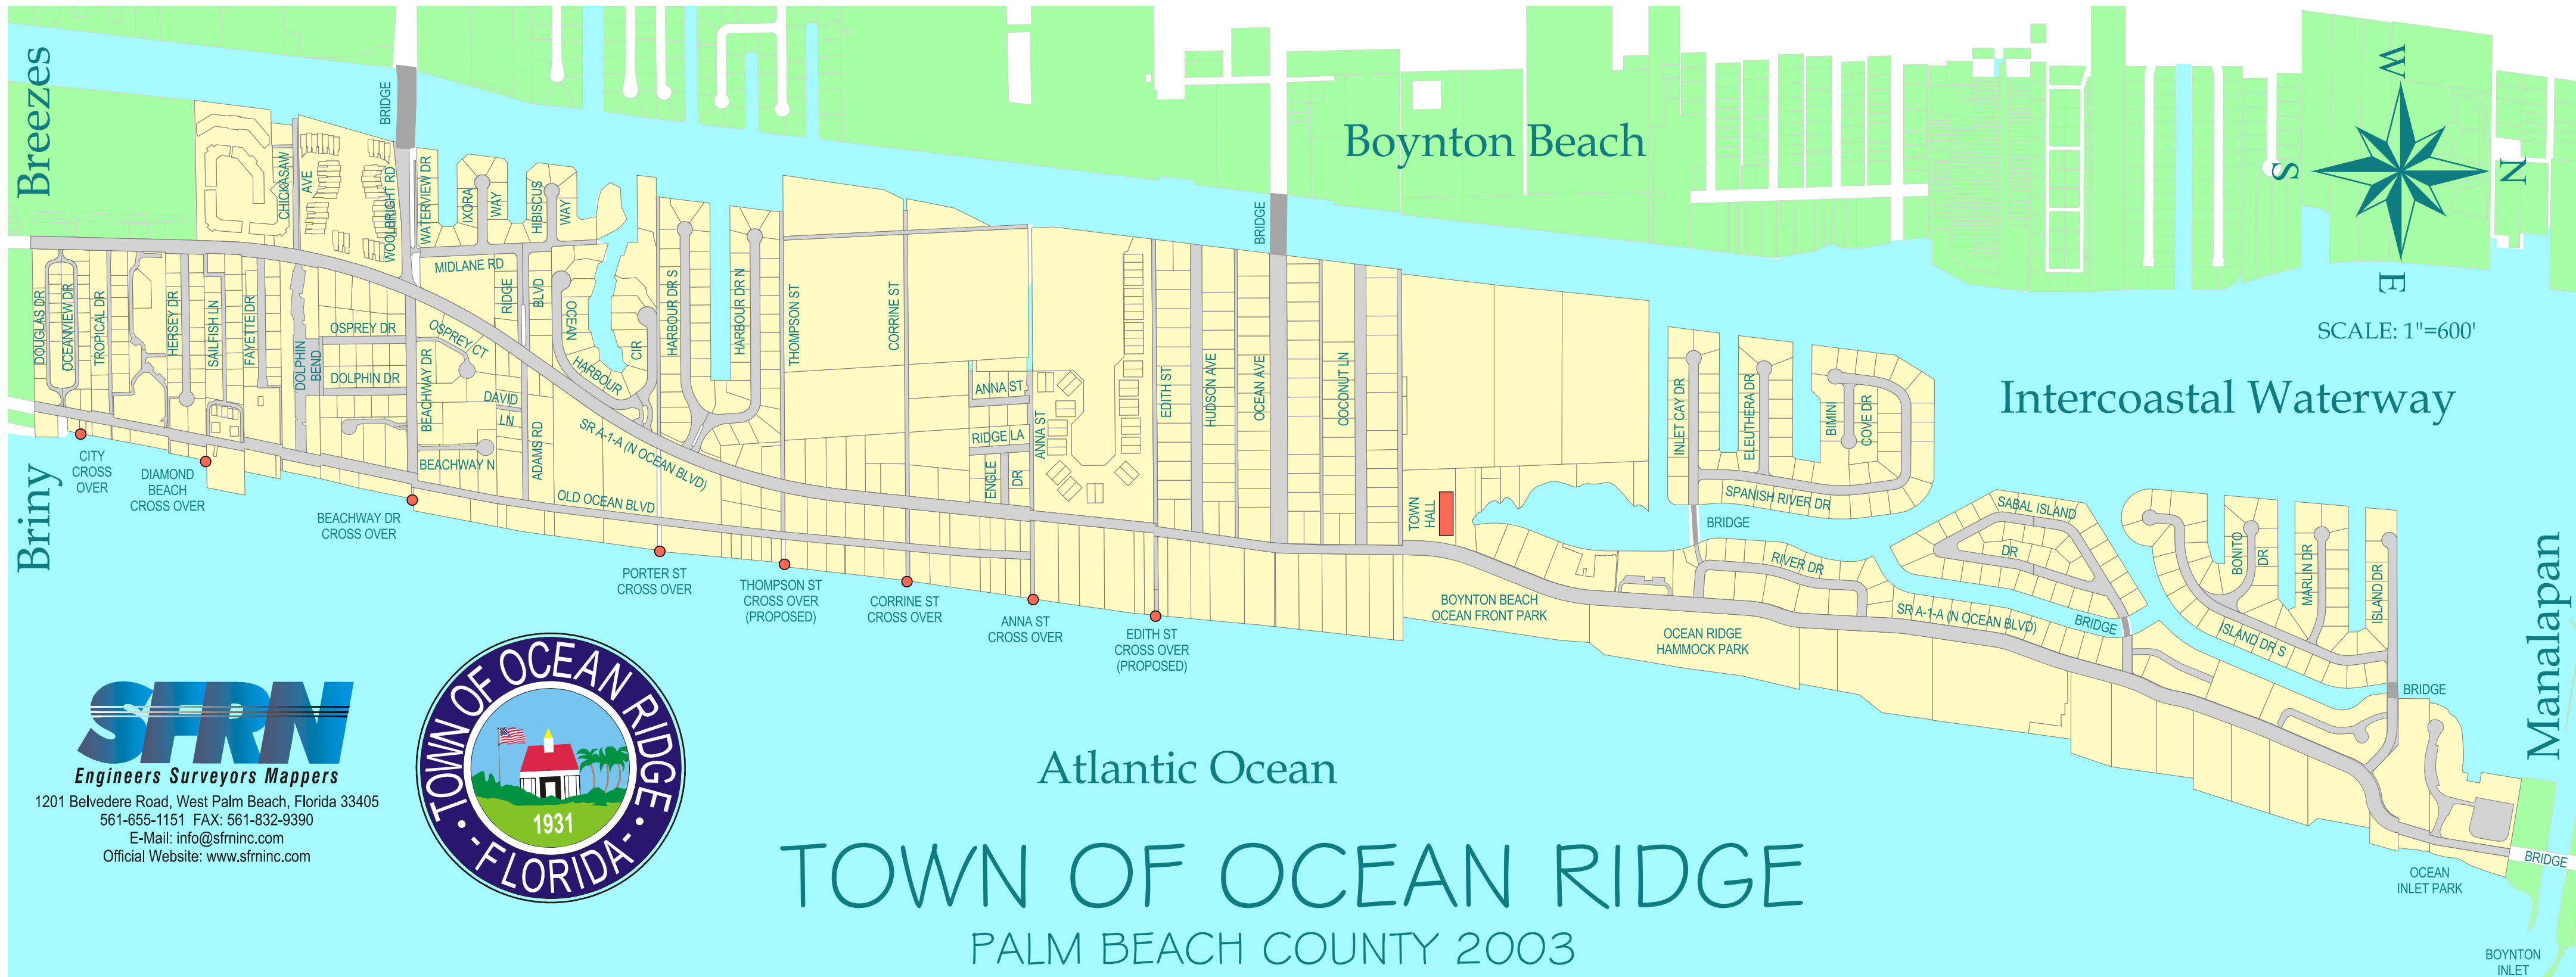 Breezes
Briny
BRIDGE
CHICKASAW
AVE
WOOLBRIGHT RD
WATERVIEW DR
IXORA
WAY
HIBISCUS
WAY
MIDLANE RD
RIDGE
BLVD
OCEAN
HARBOUR
CIR
HARBOUR DR S
HARBOUR DR N
DOUGLAS DR
OCEANVIEW DR
TROPICAL DR
HERSEY DR
SAILFISH LN
FAYETTE DR
DOLPHIN
BEND
OSPREY DR
DOLPHIN DR
BEACHWAY DR
OSPREY CT
DAVID
LN
ADAMS RD
BEACHWAY N
SR A-1-A (N OCEAN BLVD)
OLD OCEAN BLVD
THOMPSON ST
CORRINE ST
ANNA ST
RIDGE LA
ENGLE
DR
ANNA ST
EDITH ST
HUDSON AVE
OCEAN AVE
COCONUT LN
BRIDGE
Boynton Beach
TOWN
HALL
INLET CAY DR
ELEUTHERA DR
BIMINI
COVE DR
SPANISH RIVER DR
BRIDGE
RIVER DR
SABAL ISLAND
DR
SR A-1-A (N OCEAN BLVD)
BRIDGE
BONITO
DR
MARLIN DR
ISLAND DR
ISLAND DR S
BRIDGE
W
S
N
E
SCALE: 1"=600'
Intercoastal Waterway
Manalapan
CITY
CROSS
OVER
DIAMOND
BEACH
CROSS OVER
BEACHWAY DR
CROSS OVER
PORTER ST
CROSS OVER
THOMPSON ST
CROSS OVER
(PROPOSED)
CORRINE ST
CROSS OVER
ANNA ST
CROSS OVER
EDITH ST
CROSS OVER
(PROPOSED)
BOYNTON BEACH
OCEAN FRONT PARK
OCEAN RIDGE
HAMMOCK PARK
BRIDGE
OCEAN
INLET PARK
BOYNTON
INLET
Atlantic Ocean
SFRN
Engineers Surveyors Mappers
1201 Belvedere Road, West Palm Beach, Florida 33405
561-655-1151 FAX: 561-832-9390
E-Mail: info@sfrninc.com
Official Website: www.sfrninc.com
TOWN OF OCEAN RIDGE
1931
• - FLORIDA - •
TOWN OF OCEAN RIDGE
PALM BEACH COUNTY 2003